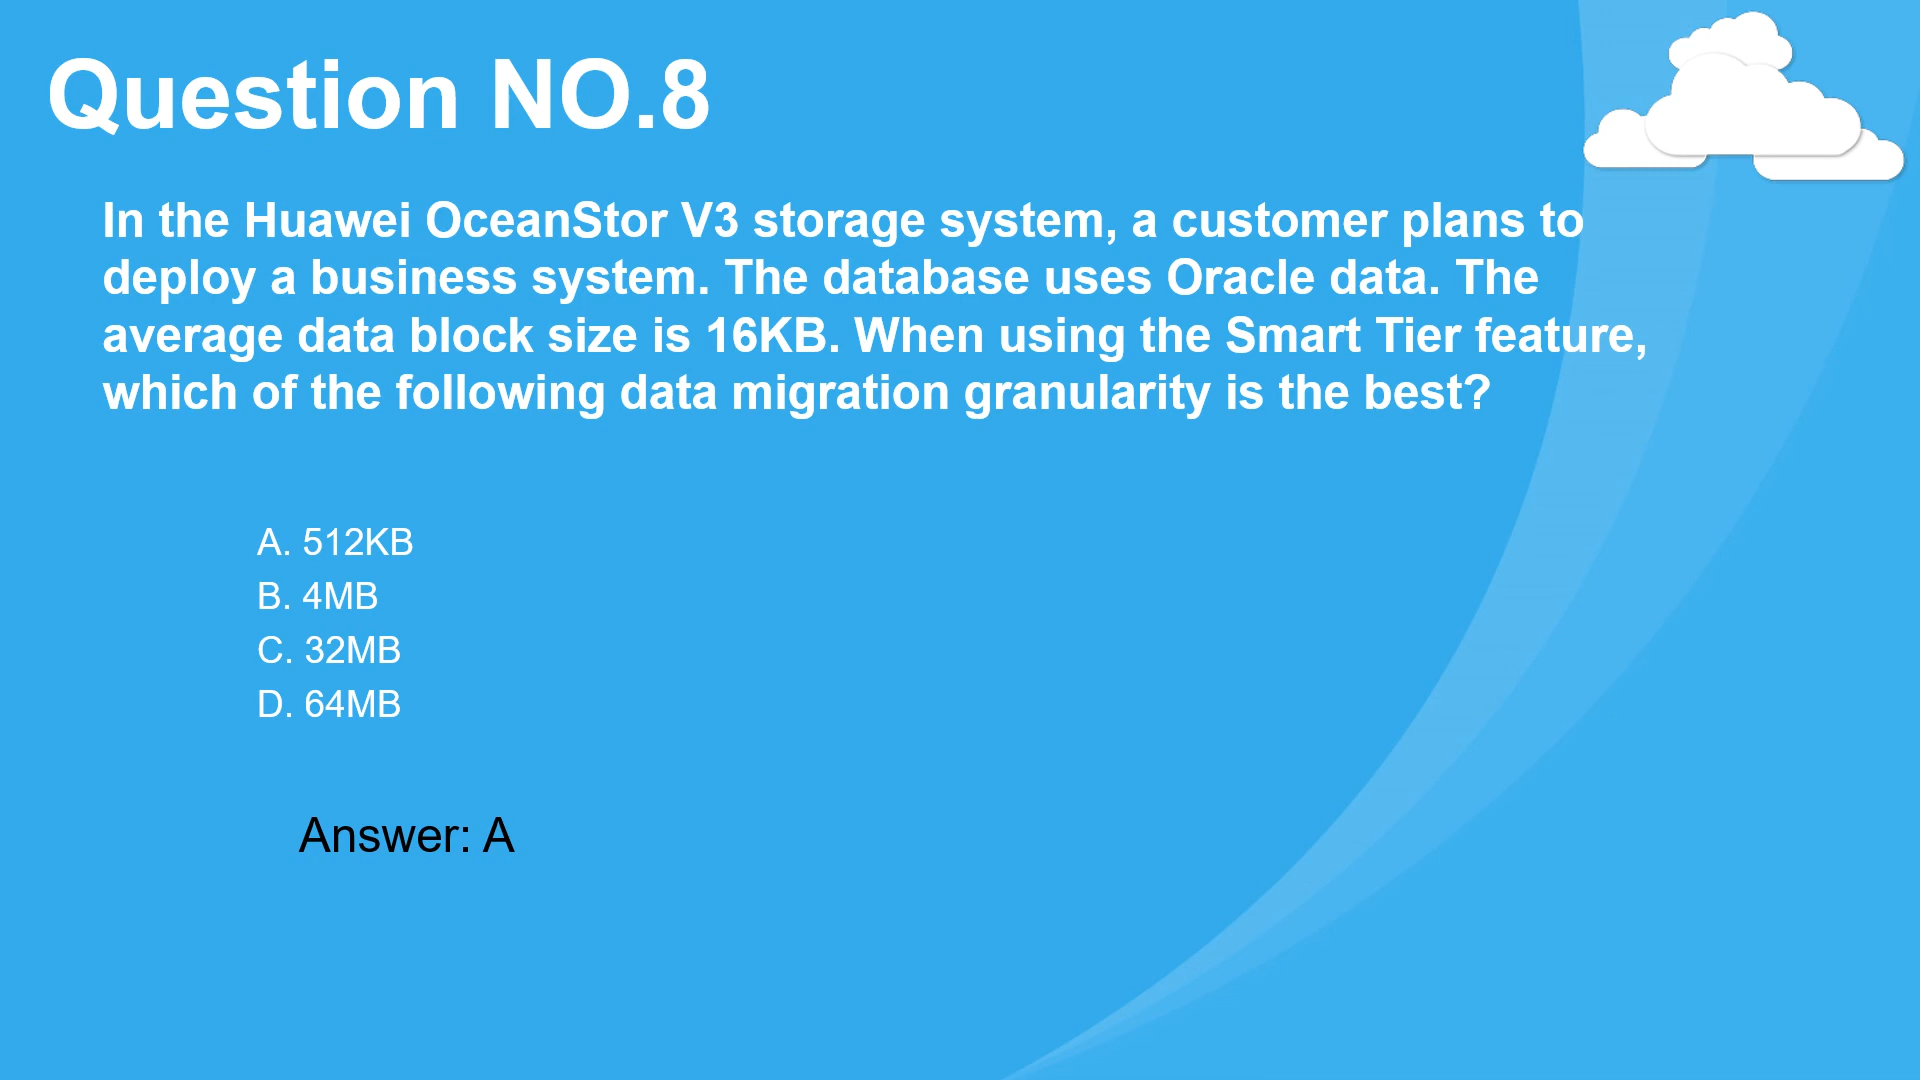 Question NO.8
In the Huawei OceanStor V3 storage system, a customer plans to
deploy a business system. The database uses Oracle data. The
average data block size is 16KB. When using the Smart Tier feature,
which of the following data migration granularity is the best?
A. 512KB
B. 4MB
C. 32MB
D. 64MB
Answer: A